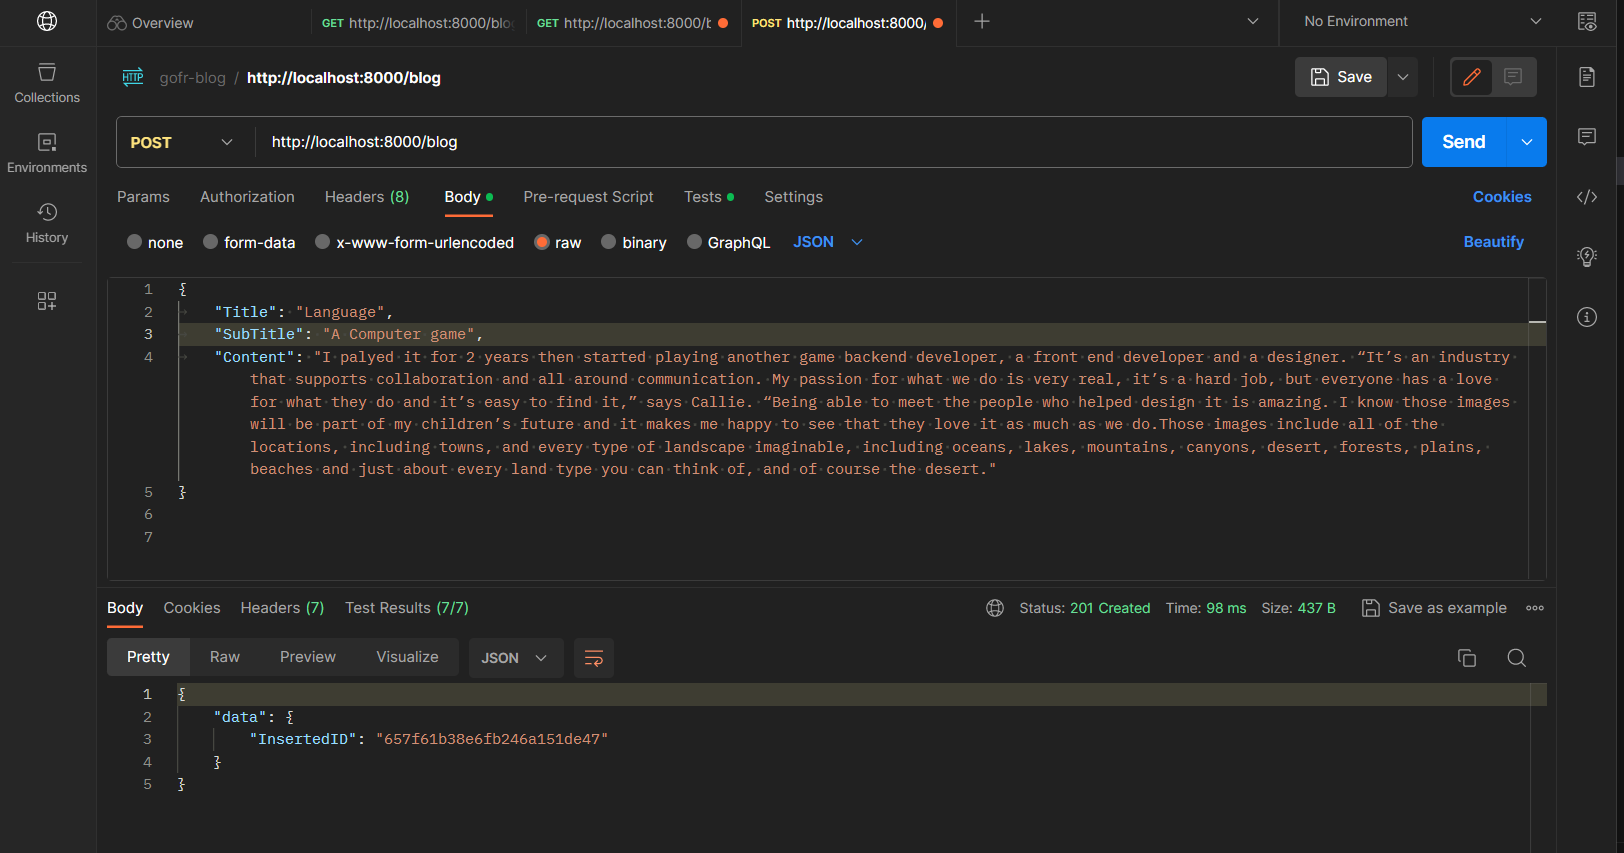 Overview
GET http://localhost:8000/blo
GET http://localhost:8000/b
POST http://localhost:8000/
No Environment
Collections
Environments
History
HTTP gofr-blog / http://localhost:8000/blog
Save
POST http://localhost:8000/blog
Send
Params Authorization Headers (8) Body Pre-request Script Tests Settings Cookies
none form-data x-www-form-urlencoded raw binary GraphQL JSON Beautify
1 {
2 "Title": "Language",
3 "SubTitle": "A Computer game",
4 "Content": "I palyed it for 2 years then started playing another game backend developer, a front end developer and a designer. “It’s an industry
that supports collaboration and all around communication. My passion for what we do is very real, it’s a hard job, but everyone has a love
for what they do and it’s easy to find it,” says Callie. “Being able to meet the people who helped design it is amazing. I know those images
will be part of my children’s future and it makes me happy to see that they love it as much as we do.Those images include all of the
locations, including towns, and every type of landscape imaginable, including oceans, lakes, mountains, canyons, desert, forests, plains,
beaches and just about every land type you can think of, and of course the desert."
5 }
6
7
Body Cookies Headers (7) Test Results (7/7) Status: 201 Created Time: 98 ms Size: 437 B Save as example
Pretty Raw Preview Visualize JSON
1 {
2 "data": {
3 "InsertedID": "657f61b38e6fb246a151de47"
4 }
5 }